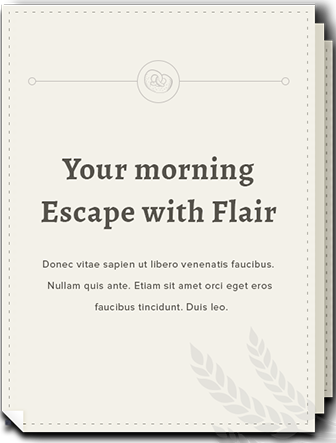 Your morning
Escape with Flair
Donec vitae sapien ut libero venenatis faucibus.
Nullam quis ante. Etiam sit amet orci eget eros
faucibus tincidunt. Duis leo.